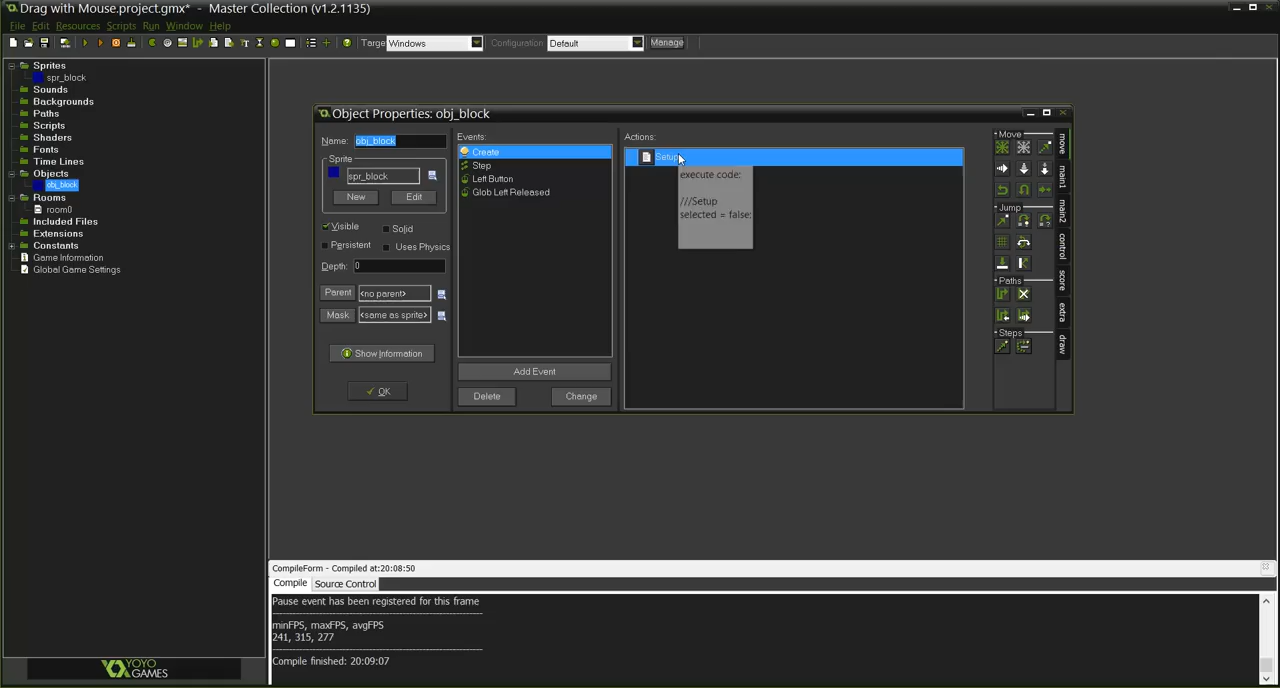 Drag with Mouse.project.gmx* - Master Collection (v1.2.1135)
File Edit Resources Scripts Run Window Help
Target Windows Configuration Default Manage
Sprites
spr_block
Sounds
Backgrounds
Paths
Scripts
Shaders
Fonts
Time Lines
Objects
obj_block
Rooms
room0
Included Files
Extensions
Constants
Game Information
Global Game Settings
YOYO
GAMES
Object Properties: obj_block
Name: obj_block
Sprite
spr_block
New Edit
Visible Solid
Persistent Uses Physics
Depth: 0
Parent <no parent>
Mask <same as sprite>
Show Information
OK
Events:
Create
Step
Left Button
Glob Left Released
Add Event
Delete Change
Actions:
Setup
execute code:
///Setup
selected = false;
Move
Jump
Paths
Steps
move
main1
main2
control
score
extra
draw
CompileForm - Compiled at:20:08:50
Compile Source Control
Pause event has been registered for this frame
minFPS, maxFPS, avgFPS
241, 315, 277
Compile finished: 20:09:07